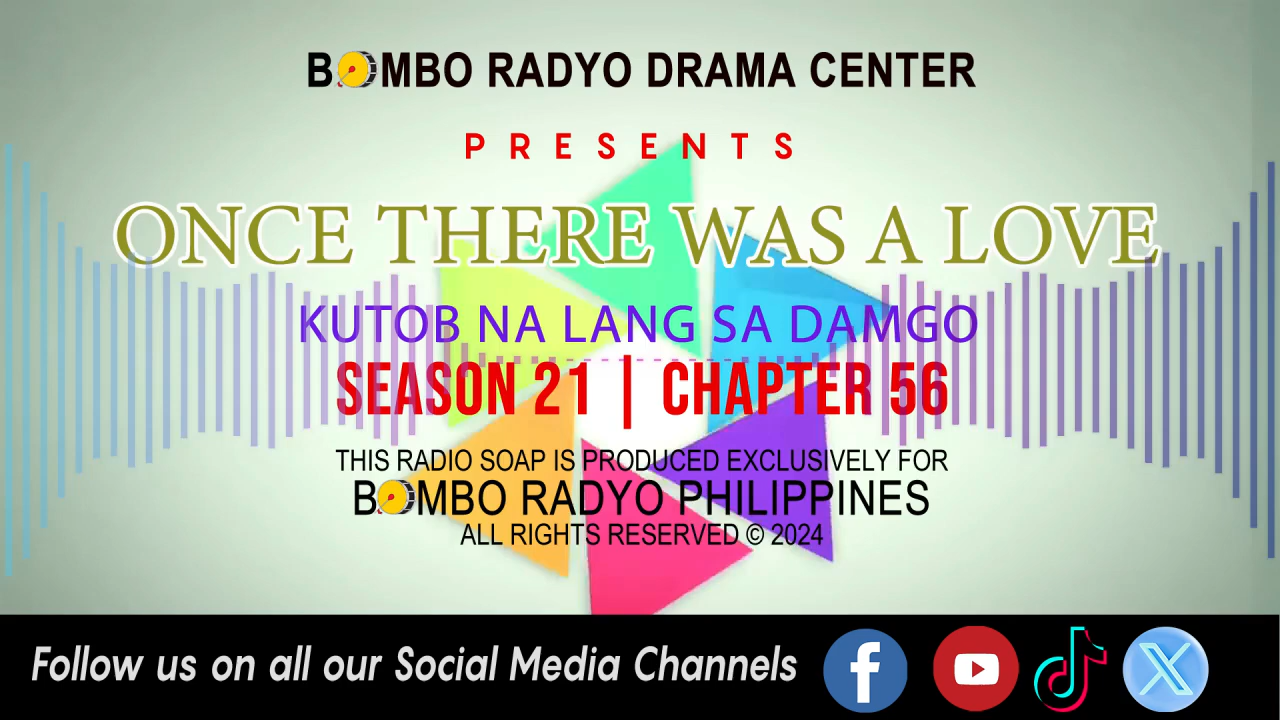 BOMBO RADYO DRAMA CENTER
PRESENTS
ONCE THERE WAS A LOVE
KUTOB NA LANG SA DAMGO
SEASON 21 | CHAPTER 56
THIS RADIO SOAP IS PRODUCED EXCLUSIVELY FOR
BOMBO RADYO PHILIPPINES
ALL RIGHTS RESERVED © 2024
Follow us on all our Social Media Channels